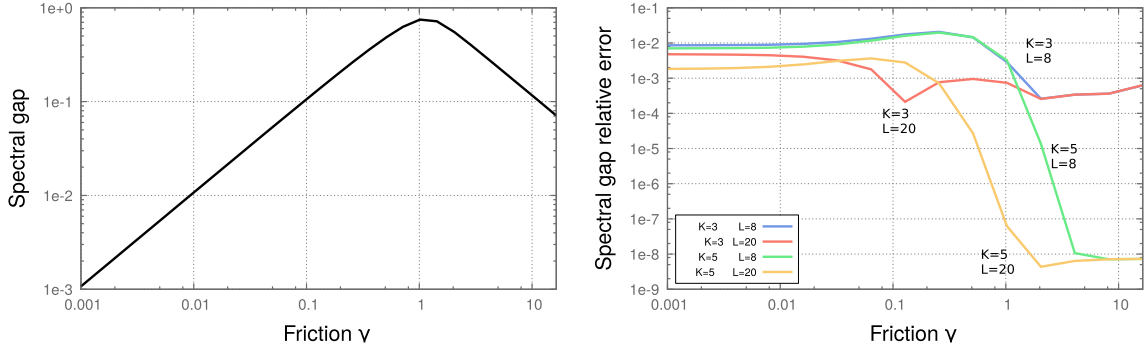 1e+0
1e-1
1e-2
1e-3
Spectral gap
0.001 0.01 0.1 1 10
Friction γ
1e-1
1e-2
1e-3
1e-4
1e-5
1e-6
1e-7
1e-8
1e-9
Spectral gap relative error
K=3
L=8
K=3
L=20
K=5
L=8
K=5
L=20
K=3 L=8
K=3 L=20
K=5 L=8
K=5 L=20
0.001 0.01 0.1 1 10
Friction γ